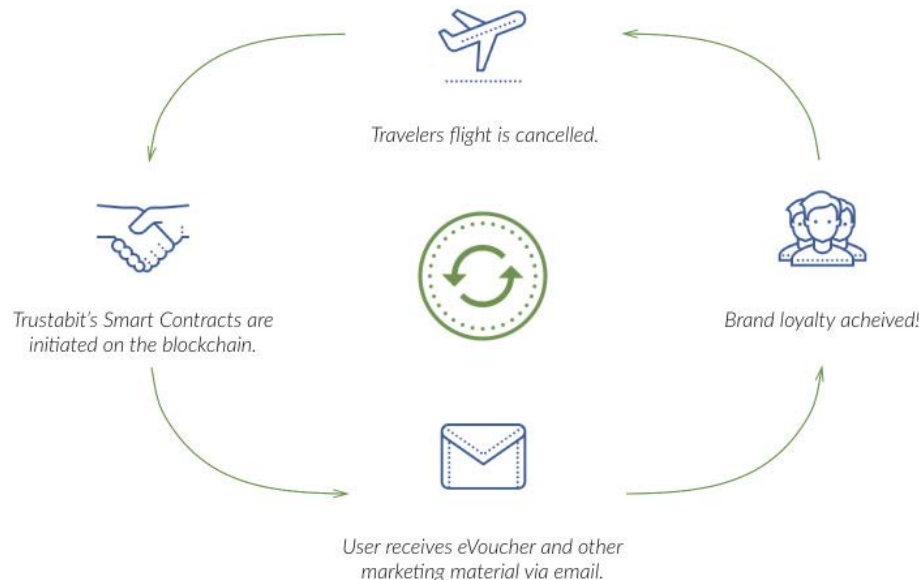 Travelers flight is cancelled.
Trustabit's Smart Contracts are
initiated on the blockchain.
Brand loyalty acheived!
User receives eVoucher and other
marketing material via email.